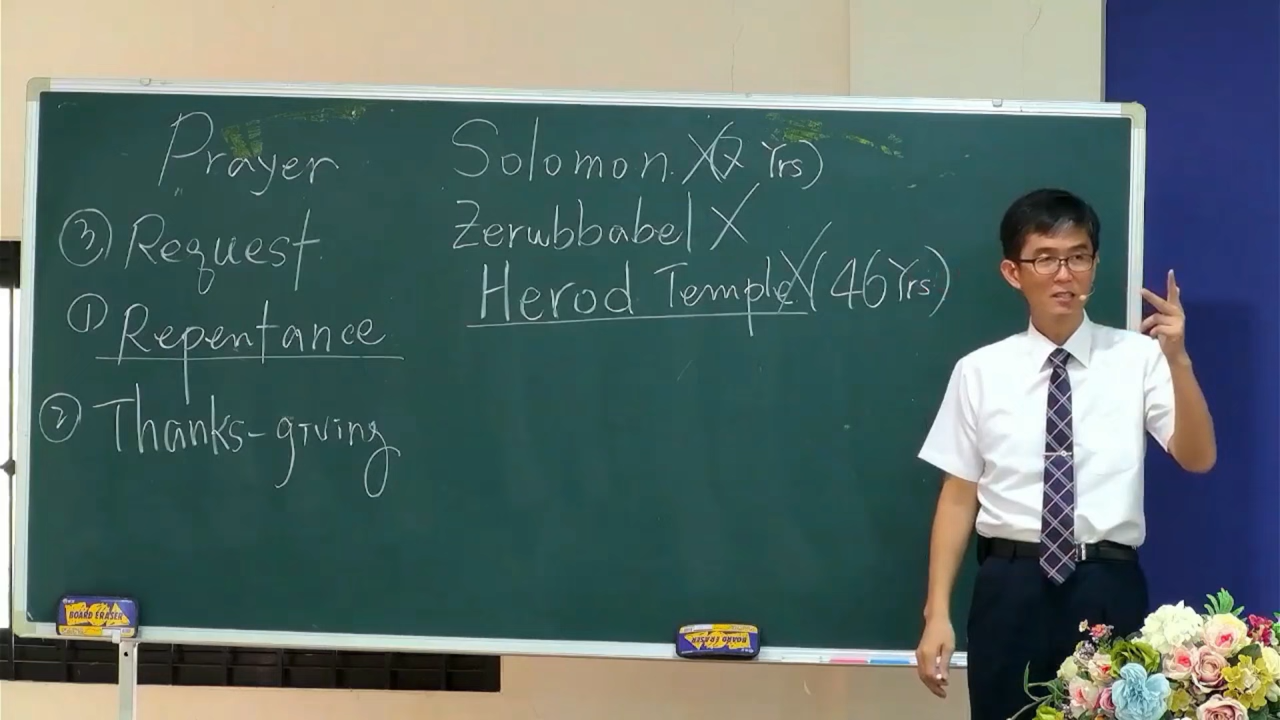 Prayer
③ Request
① Repentance
② Thanks-giving
Solomon X (7 Yrs)
Zerubbabel X
Herod Temple X (46 Yrs)
BOARD ERASER
BOARD ERASER